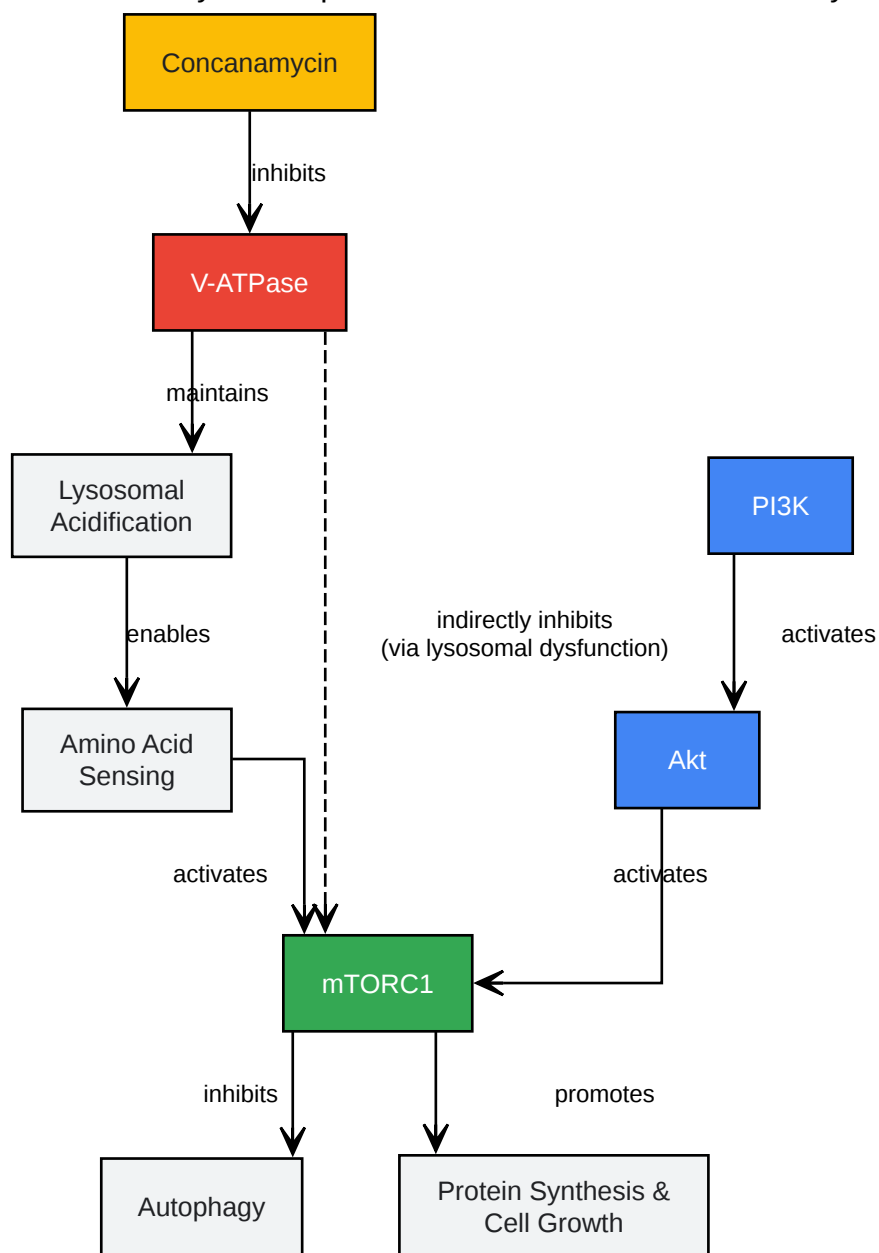 Concanamycin
inhibits
V-ATPase
maintains
Lysosomal
Acidification
PI3K
enables
indirectly inhibits
(via lysosomal dysfunction)
activates
Amino Acid
Sensing
Akt
activates
activates
mTORC1
inhibits
promotes
Autophagy
Protein Synthesis &
Cell Growth